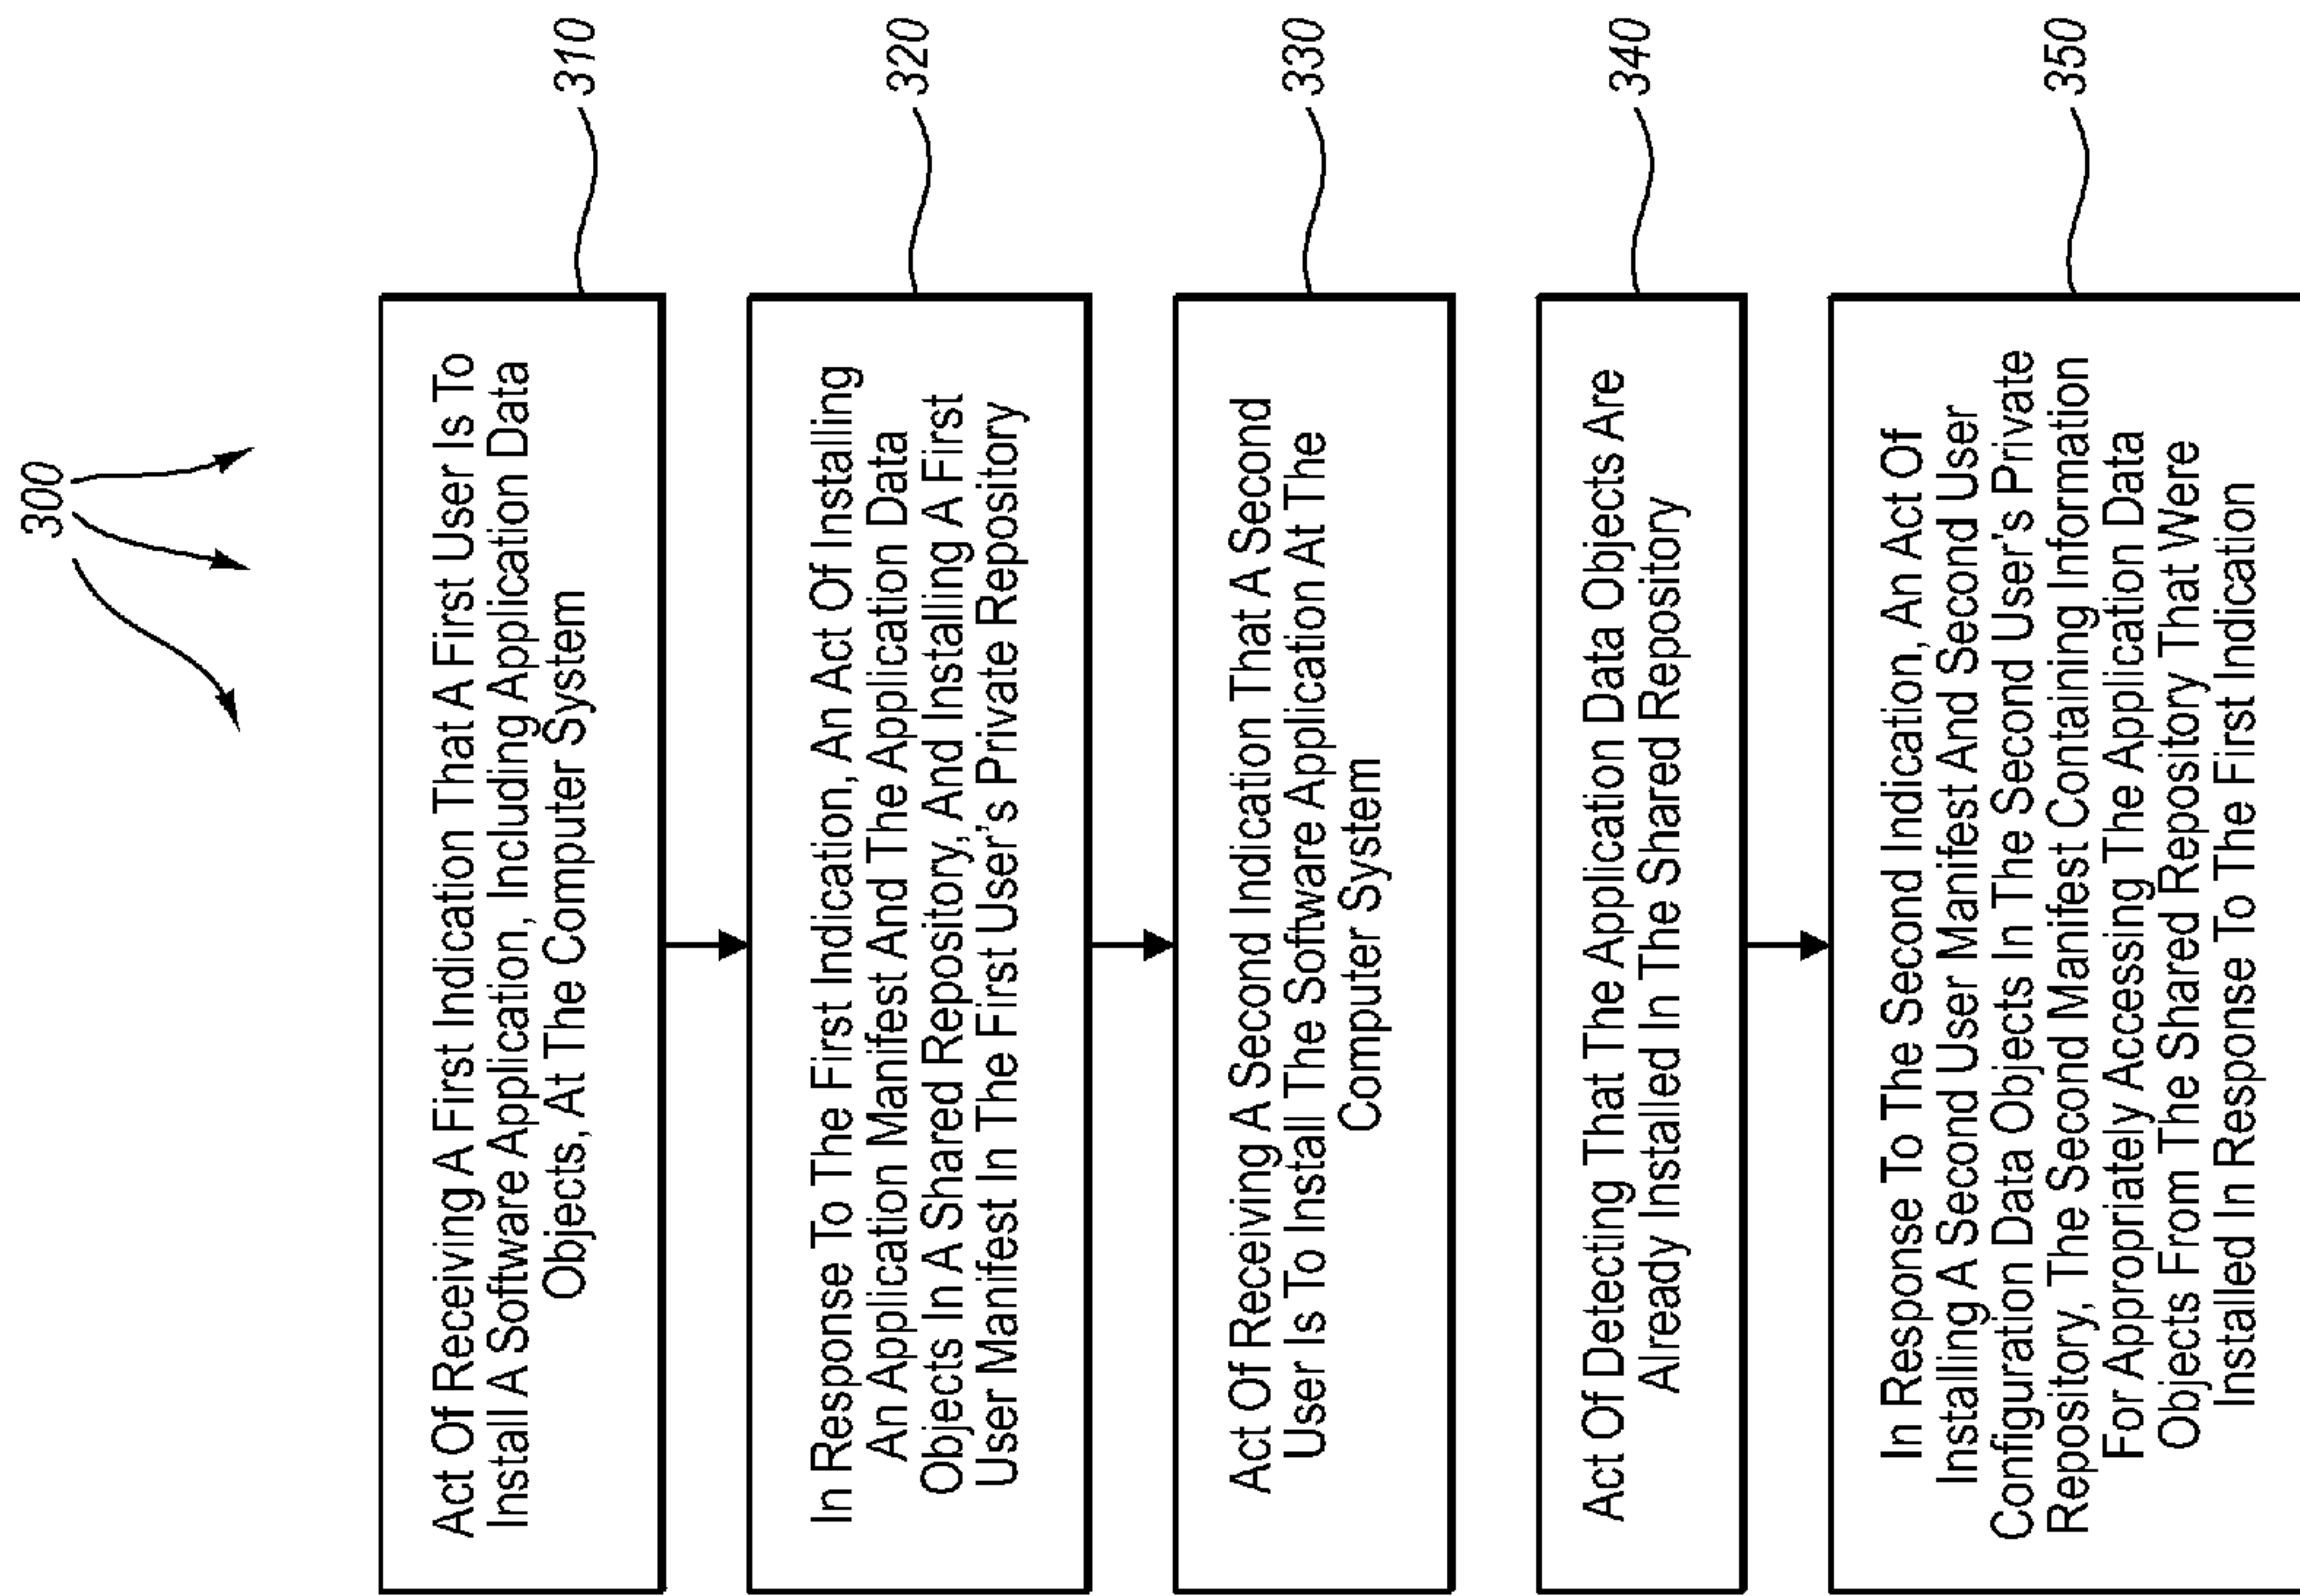 300
Act Of Receiving A First Indication That A First User Is To
Install A Software Application, Including Application Data
Objects, At The Computer System
310
In Response To The First Indication, An Act Of Installing
An Application Manifest And The Application Data
Objects In A Shared Repository, And Installing A First
User Manifest In The First User's Private Repository
320
Act Of Receiving A Second Indication That A Second
User Is To Install The Software Application At The
Computer System
330
Act Of Detecting That The Application Data Objects Are
Already Installed In The Shared Repository
340
In Response To The Second Indication, An Act Of
Installing A Second User Manifest And Second User
Configuration Data Objects In The Second User's Private
Repository, The Second Manifest Containing Information
For Appropriately Accessing The Application Data
Objects From The Shared Repository That Were
Installed In Response To The First Indication
350